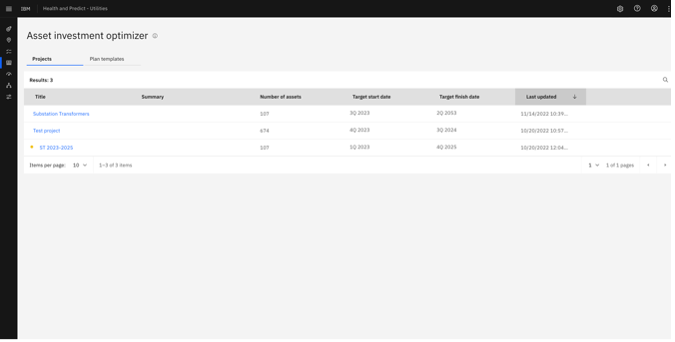 IBM Health and Predict - Utilities
Asset investment optimizer
Projects Plan templates
Results: 3
Title Summary Number of assets Target start date Target finish date Last updated
Substation Transformers 107 3Q 2023 2Q 2053 11/14/2022 10:39...
Test project 674 4Q 2023 3Q 2024 10/20/2022 10:57...
ST 2023-2025 107 1Q 2023 4Q 2025 10/20/2022 12:04...
Items per page: 10 1–3 of 3 items 1 1 of 1 pages